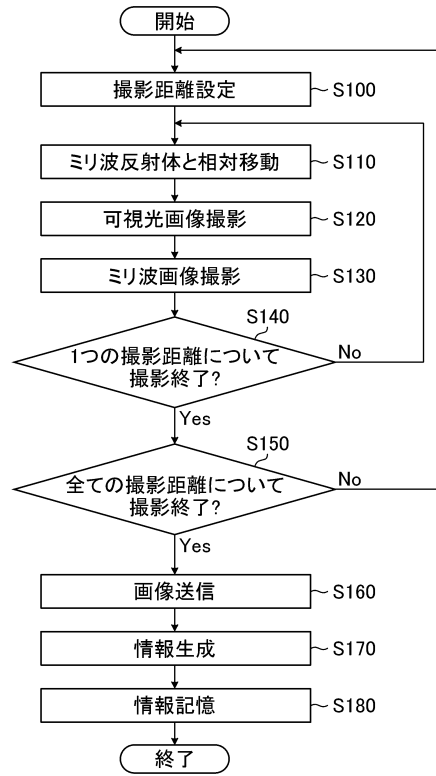 開始
撮影距離設定
S100
ミリ波反射体と相対移動
S110
可視光画像撮影
S120
ミリ波画像撮影
S130
S140
1つの撮影距離について
撮影終了?
No
Yes
S150
全ての撮影距離について
撮影終了?
No
Yes
画像送信
S160
情報生成
S170
情報記憶
S180
終了